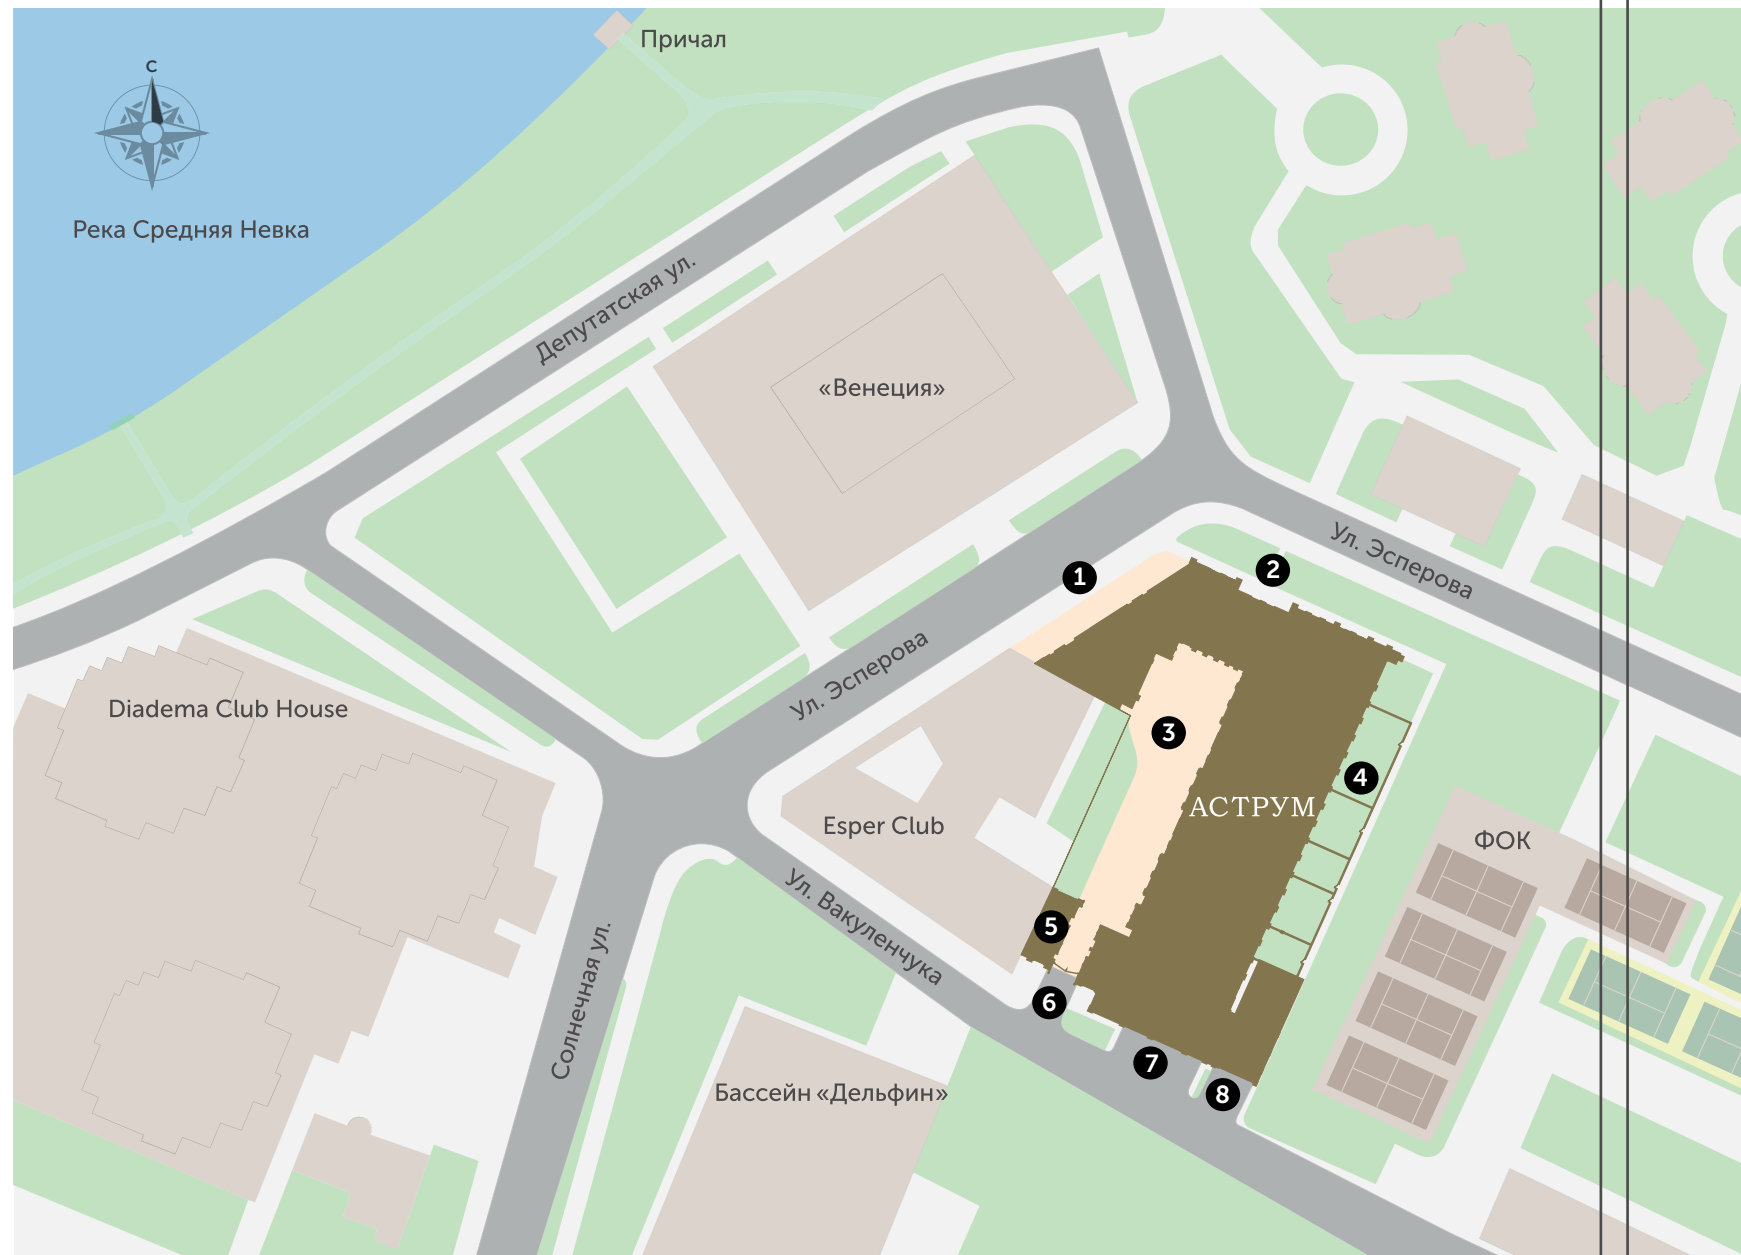 Причал
С
Река Средняя Невка
Депутатская ул.
«Венеция»
Ул. Эсперова
1
2
Ул. Эсперова
Diadema Club House
3
4
АСТРУМ
Esper Club
ФОК
Ул. Вакуленчука
5
Солнечная ул.
6
7
Бассейн «Дельфин»
8